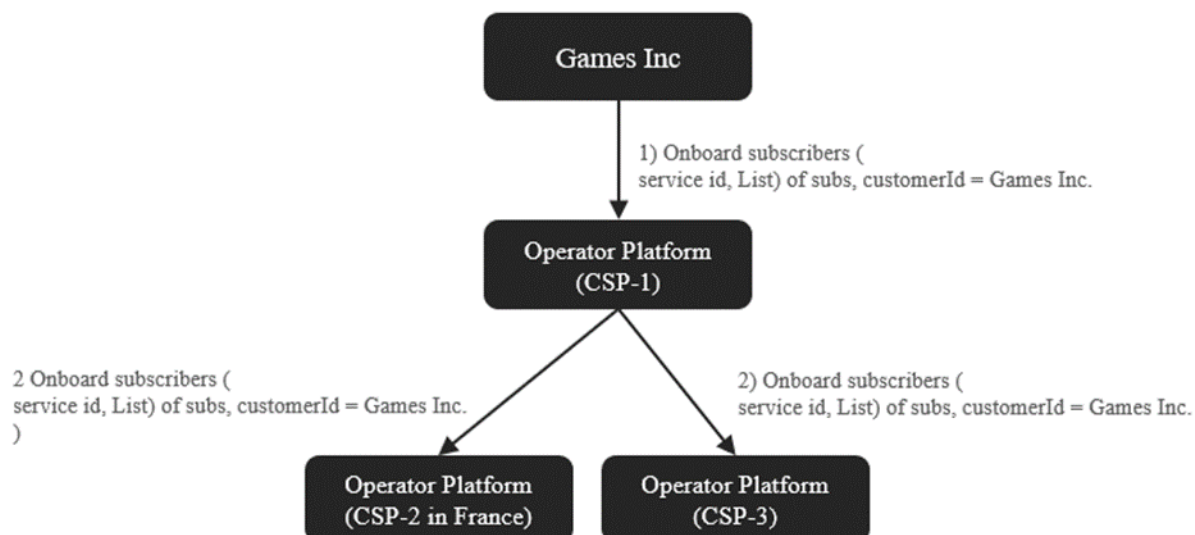 Games Inc
1) Onboard subscribers (
service id, List) of subs, customerId = Games Inc.
Operator Platform
(CSP-1)
2 Onboard subscribers (
service id, List) of subs, customerId = Games Inc.
)
2) Onboard subscribers (
service id, List) of subs, customerId = Games Inc.
Operator Platform
(CSP-2 in France)
Operator Platform
(CSP-3)